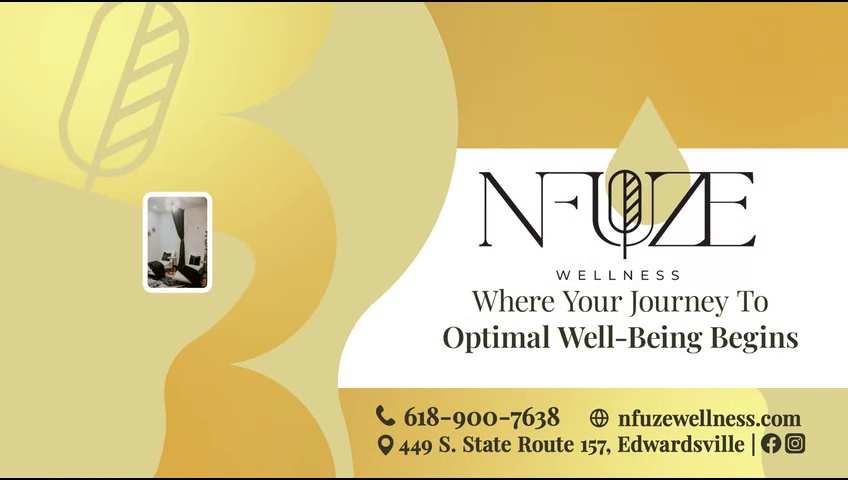 NFUZE
WELLNESS
Where Your Journey To
Optimal Well-Being Begins
618-900-7638 nfuzewellness.com
449 S. State Route 157, Edwardsville |